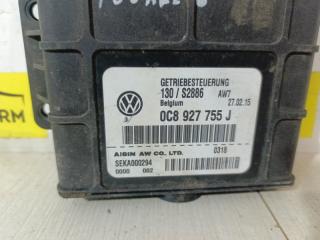 GETRIEBESTEUERUNG
130 / S2886 AW7
Belgium 27.02.15
0C8 927 755 J
AISIN AW CO., LTD. 0318
SEKA000294
0000 002